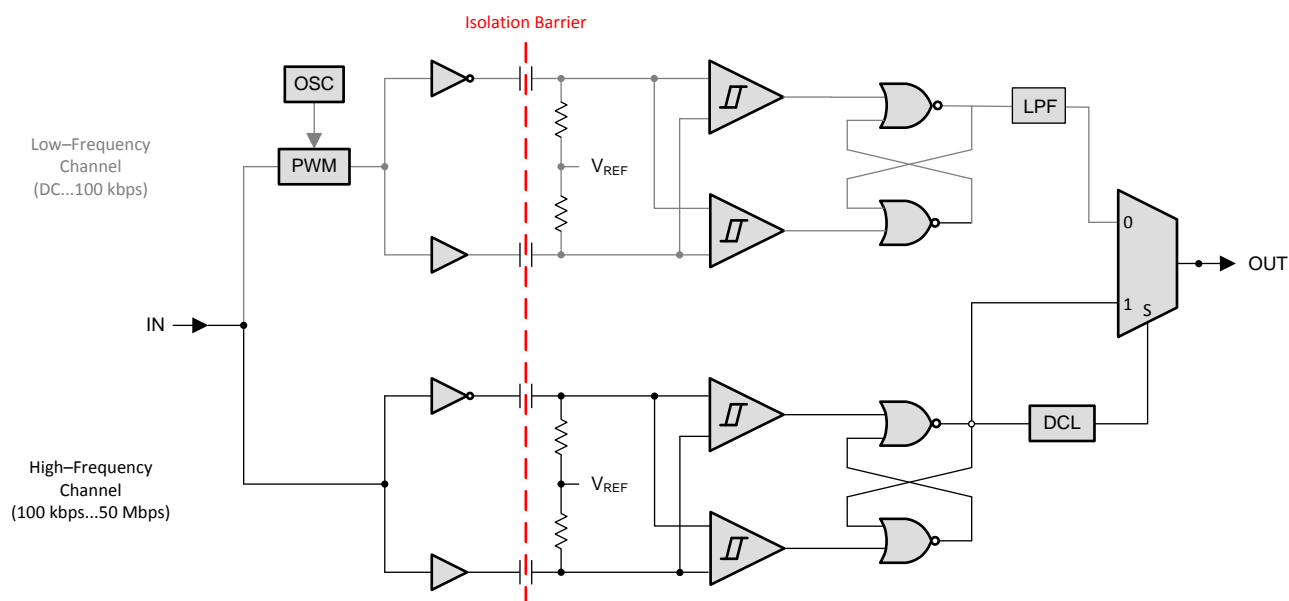 Isolation Barrier
OSC
PWM
Low–Frequency
Channel
(DC...100 kbps)
VREF
LPF
0
1
S
OUT
IN
High–Frequency
Channel
(100 kbps...50 Mbps)
VREF
DCL